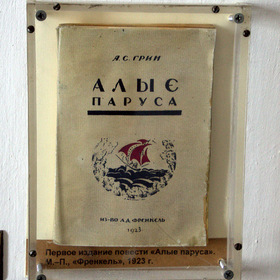 А.С. ГРИН
АЛЫЕ
ПАРУСА
ИЗ-ВО Л.Д. ФРЕНКЕЛЬ
1923
Первое издание повести «Алые паруса».
М.–П., «Френкель», 1923 г.